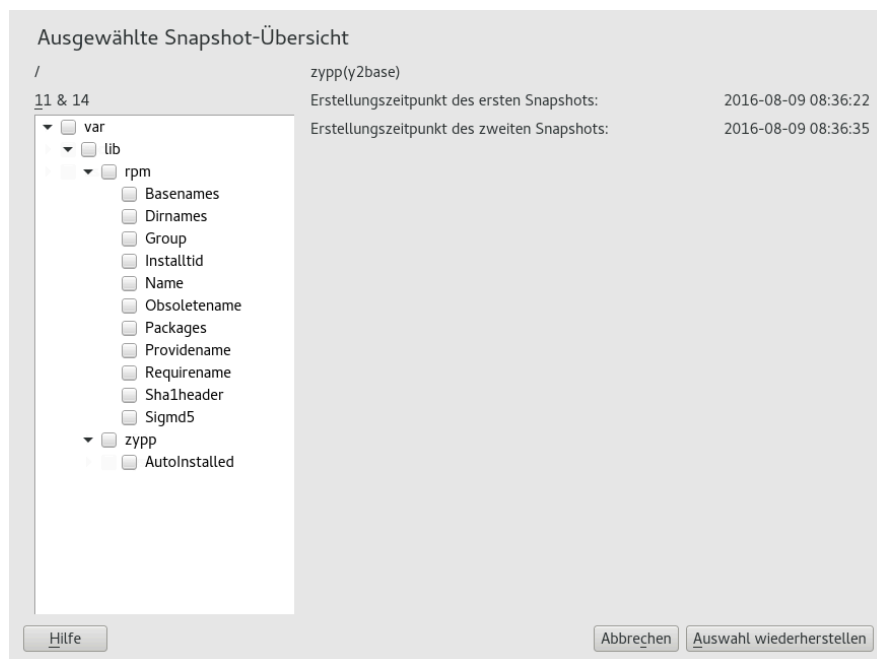 Ausgewählte Snapshot-Übersicht
/
zypp(y2base)
11 & 14
Erstellungszeitpunkt des ersten Snapshots: 2016-08-09 08:36:22
Erstellungszeitpunkt des zweiten Snapshots: 2016-08-09 08:36:35
var
lib
rpm
Basenames
Dirnames
Group
Installtid
Name
Obsoletename
Packages
Providename
Requirename
Sha1header
Sigmd5
zypp
AutoInstalled
Hilfe
Abbrechen
Auswahl wiederherstellen